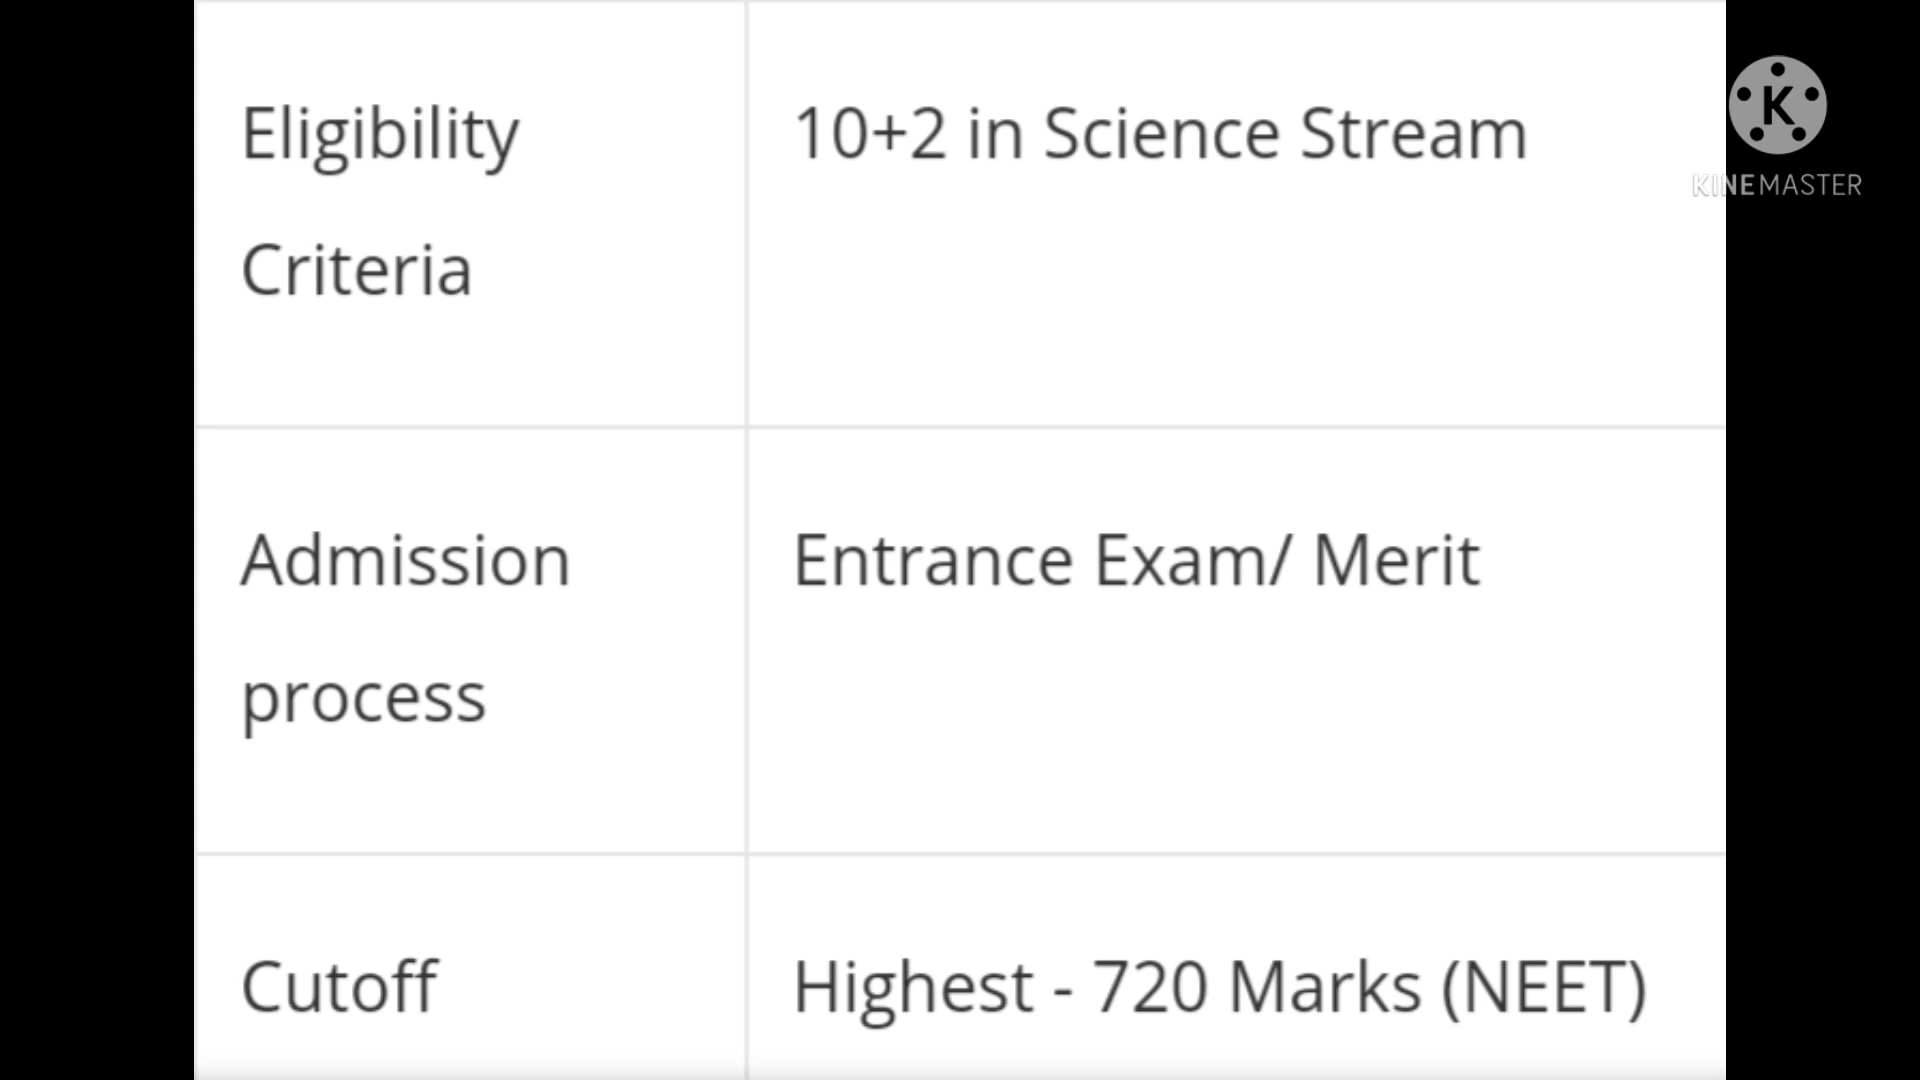 Eligibility
Criteria
10+2 in Science Stream
Admission
process
Entrance Exam/ Merit
Cutoff
Highest - 720 Marks (NEET)
K
KINEMASTER